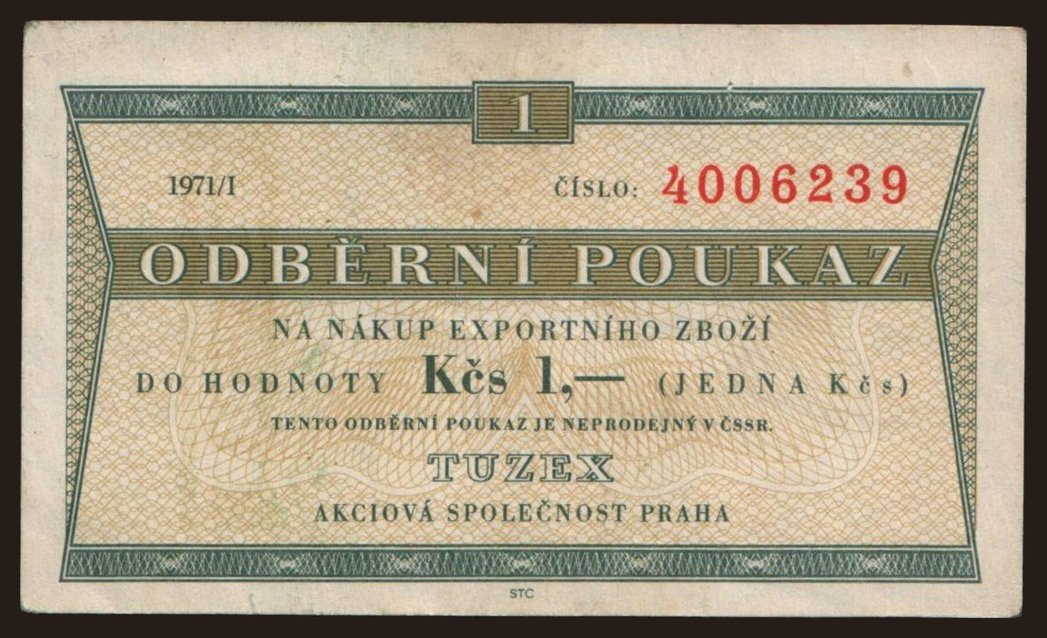 1
1971/I ČÍSLO: 4006239
ODBĚRNÍ POUKAZ
NA NÁKUP EXPORTNÍHO ZBOŽÍ
DO HODNOTY Kčs 1,— (JEDNA Kčs)
TENTO ODBĚRNÍ POUKAZ JE NEPRODEJNÝ V ČSSR.
TUZEX
AKCIOVÁ SPOLEČNOST PRAHA
STC